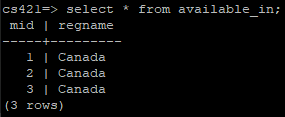 cs421=> select * from available_in;
 mid | regname
-----+---------
   1 | Canada
   2 | Canada
   3 | Canada
(3 rows)